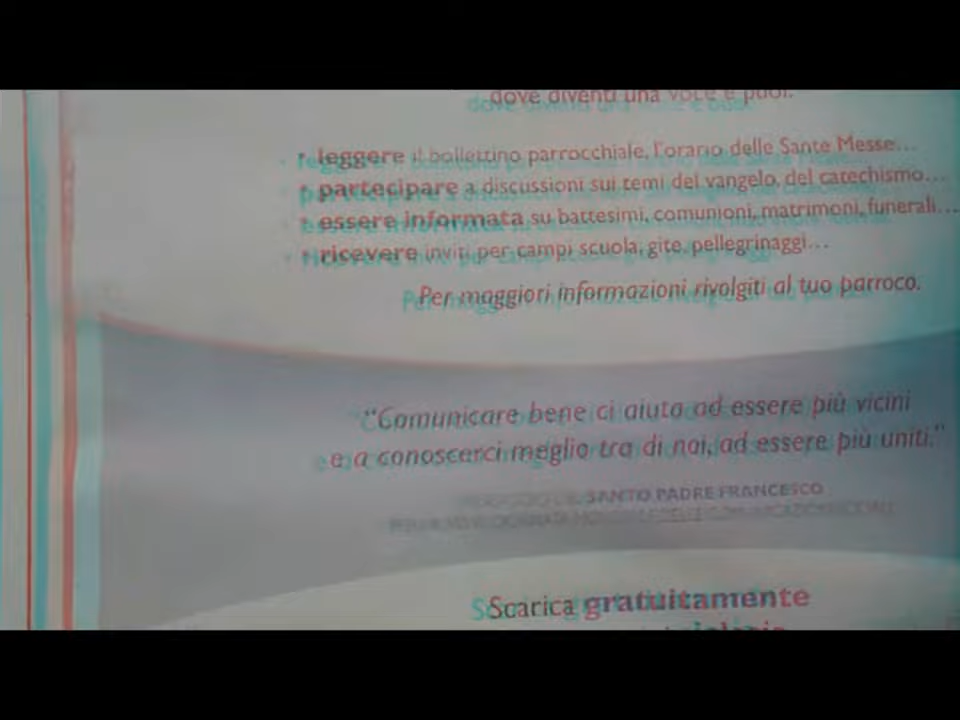 dove diventi una voce e puoi:
leggere il bollettino parrocchiale, l'orario delle Sante Messe...
partecipare a discussioni sui temi del vangelo, del catechismo...
essere informata su battesimi, comunioni, matrimoni, funerali...
ricevere inviti per campi scuola, gite, pellegrinaggi...
Per maggiori informazioni rivolgiti al tuo parroco.
"Comunicare bene ci aiuta ad essere più vicini
e a conoscerci meglio tra di noi, ad essere più uniti."
SANTO PADRE FRANCESCO
Scarica gratuitamente